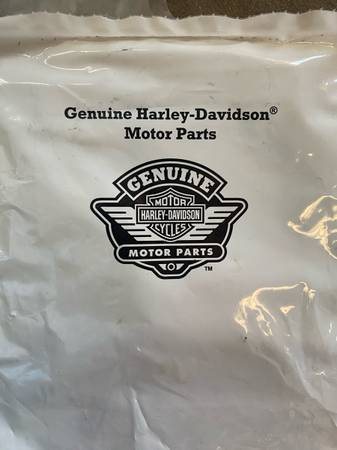 Genuine Harley-Davidson®
Motor Parts
GENUINE
MOTOR
HARLEY-DAVIDSON
CYCLES
MOTOR PARTS
™